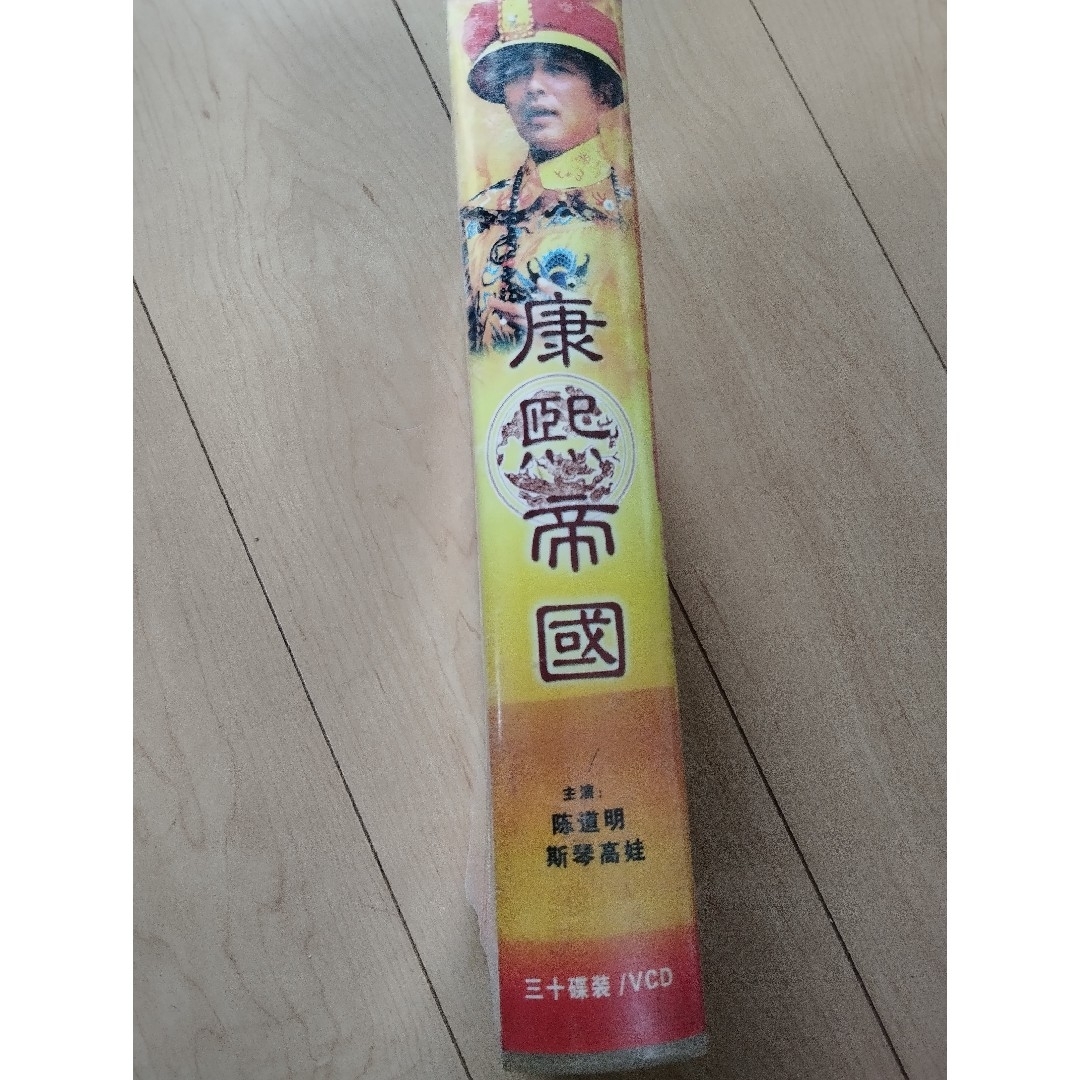 康熙帝國
主演：
陈道明
斯琴高娃
三十碟装/VCD